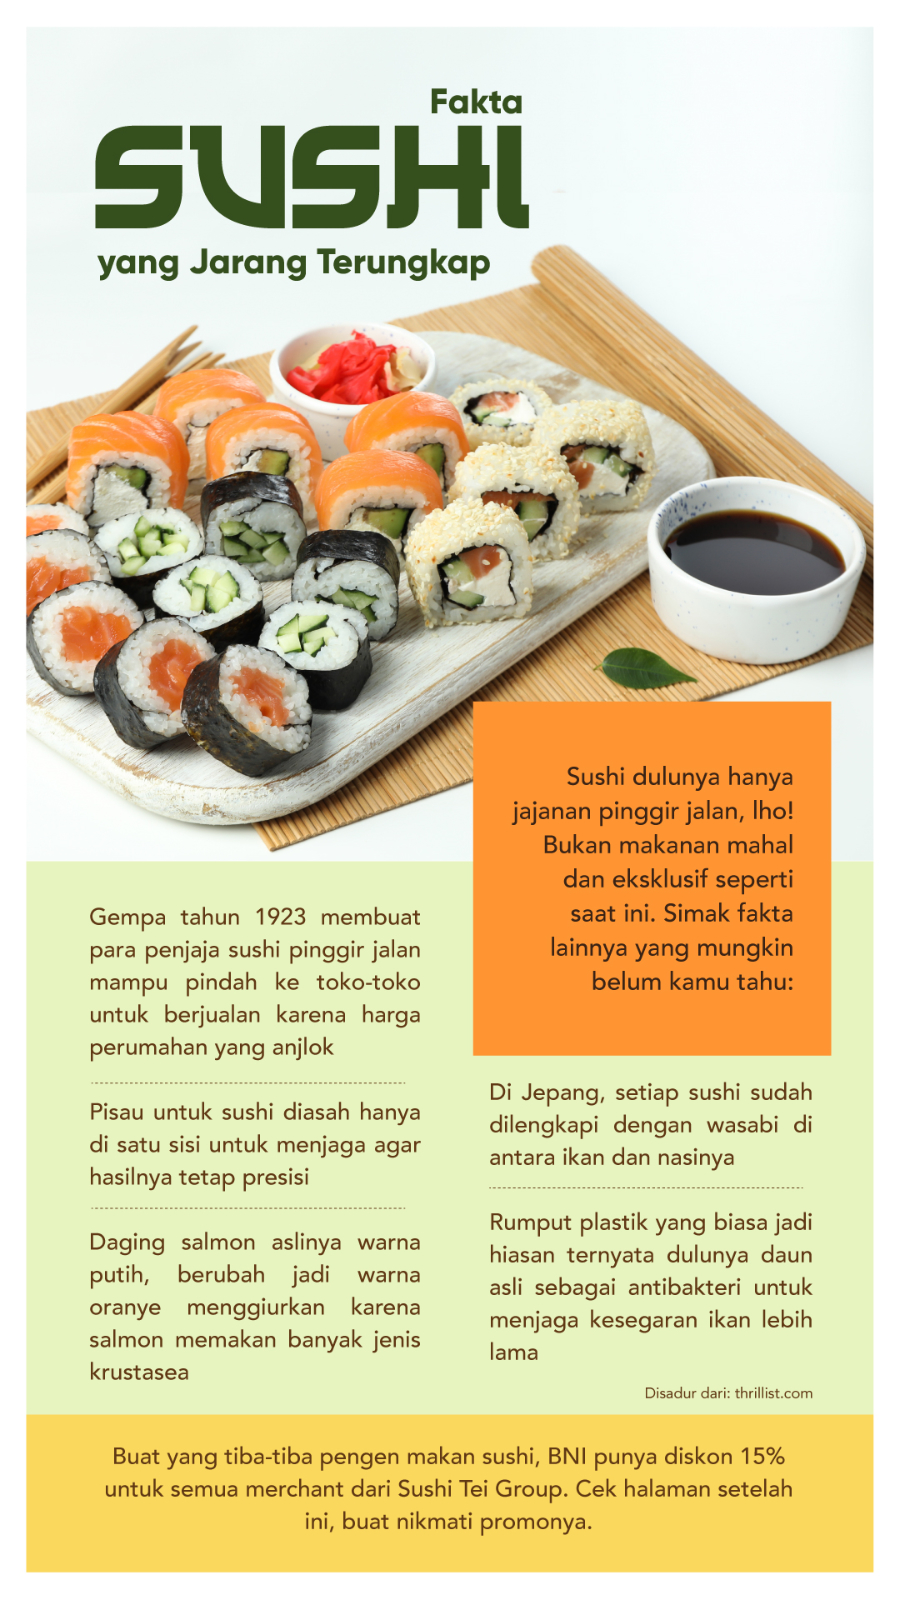 Fakta
SUSHI
yang Jarang Terungkap
Sushi dulunya hanya
jajanan pinggir jalan, lho!
Bukan makanan mahal
dan eksklusif seperti
saat ini. Simak fakta
lainnya yang mungkin
belum kamu tahu:
Gempa tahun 1923 membuat
para penjaja sushi pinggir jalan
mampu pindah ke toko-toko
untuk berjualan karena harga
perumahan yang anjlok
Pisau untuk sushi diasah hanya
di satu sisi untuk menjaga agar
hasilnya tetap presisi
Daging salmon aslinya warna
putih, berubah jadi warna
oranye menggiurkan karena
salmon memakan banyak jenis
krustasea
Di Jepang, setiap sushi sudah
dilengkapi dengan wasabi di
antara ikan dan nasinya
Rumput plastik yang biasa jadi
hiasan ternyata dulunya daun
asli sebagai antibakteri untuk
menjaga kesegaran ikan lebih
lama
Disadur dari: thrillist.com
Buat yang tiba-tiba pengen makan sushi, BNI punya diskon 15%
untuk semua merchant dari Sushi Tei Group. Cek halaman setelah
ini, buat nikmati promonya.